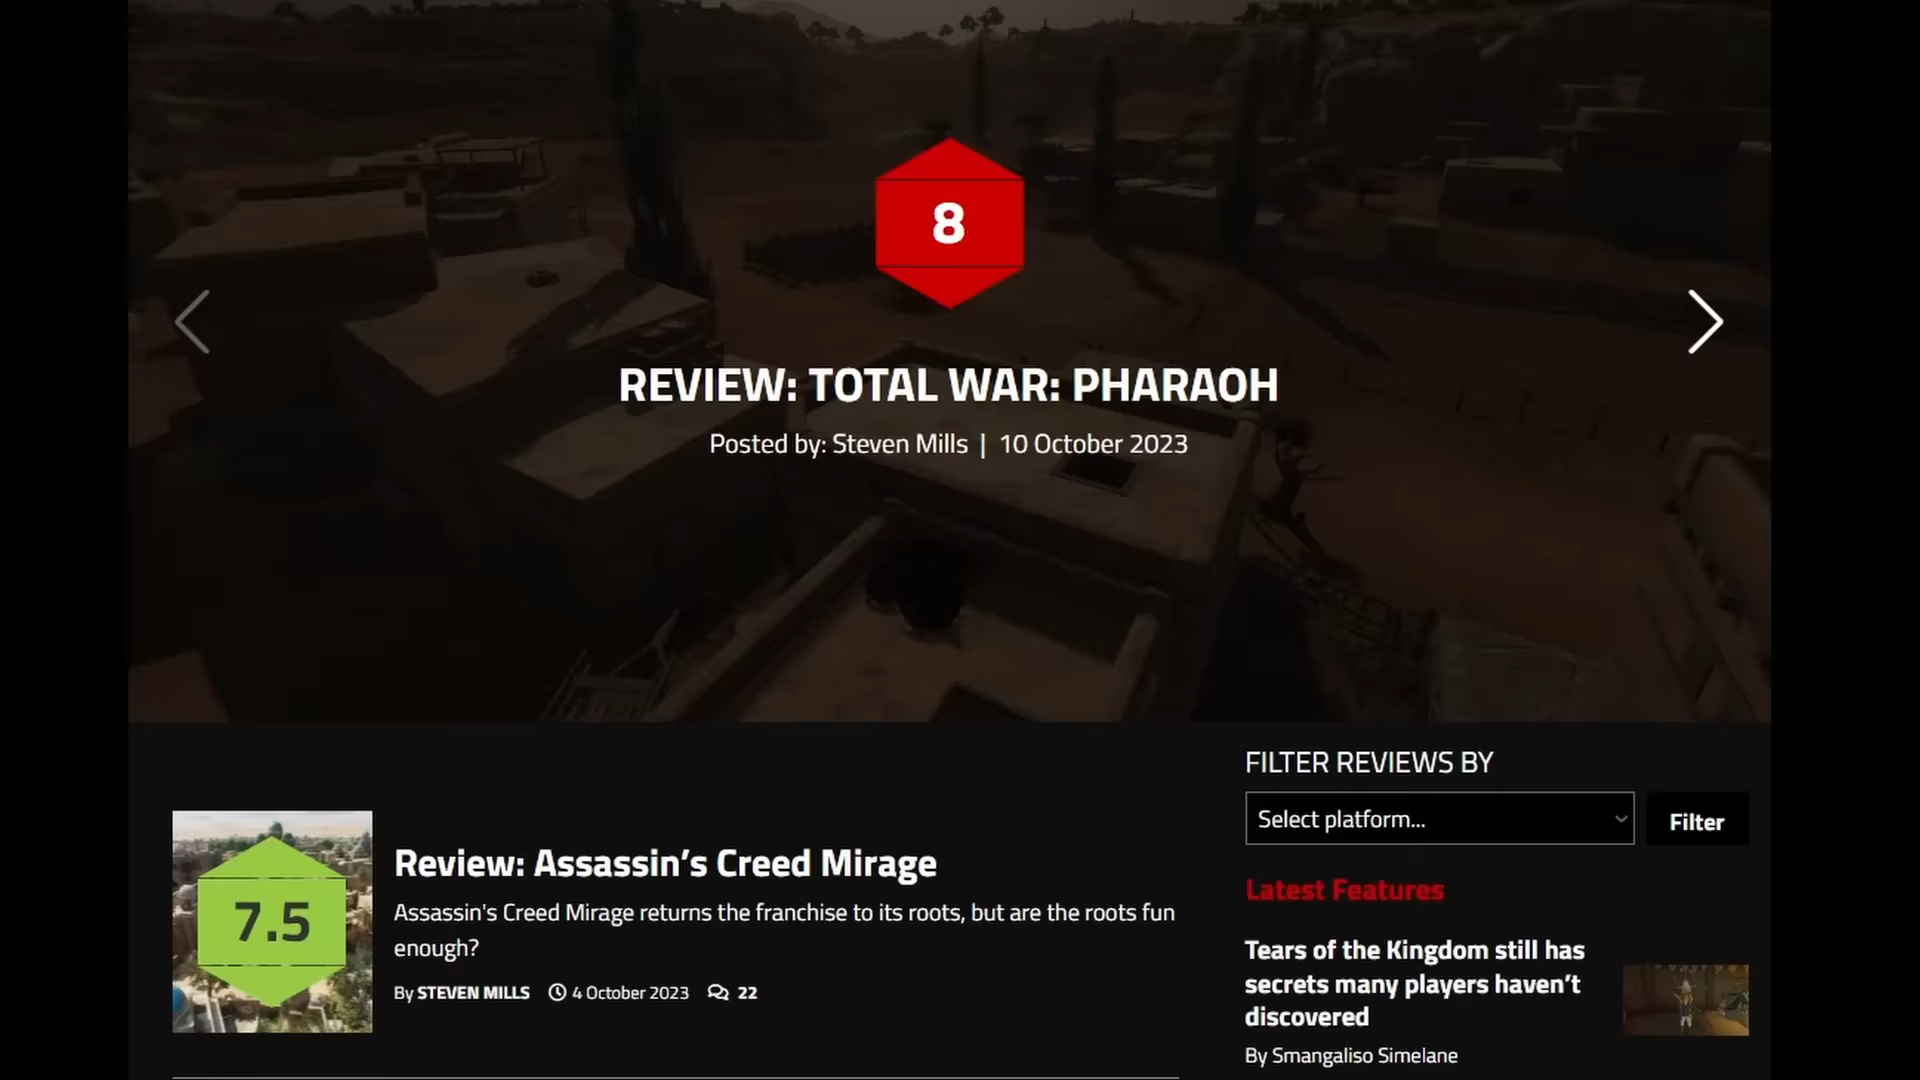 8
REVIEW: TOTAL WAR: PHARAOH
Posted by: Steven Mills | 10 October 2023
7.5
Review: Assassin’s Creed Mirage
Assassin's Creed Mirage returns the franchise to its roots, but are the roots fun
enough?
By STEVEN MILLS 4 October 2023 22
FILTER REVIEWS BY
Select platform...
Filter
Latest Features
Tears of the Kingdom still has
secrets many players haven’t
discovered
By Smangaliso Simelane